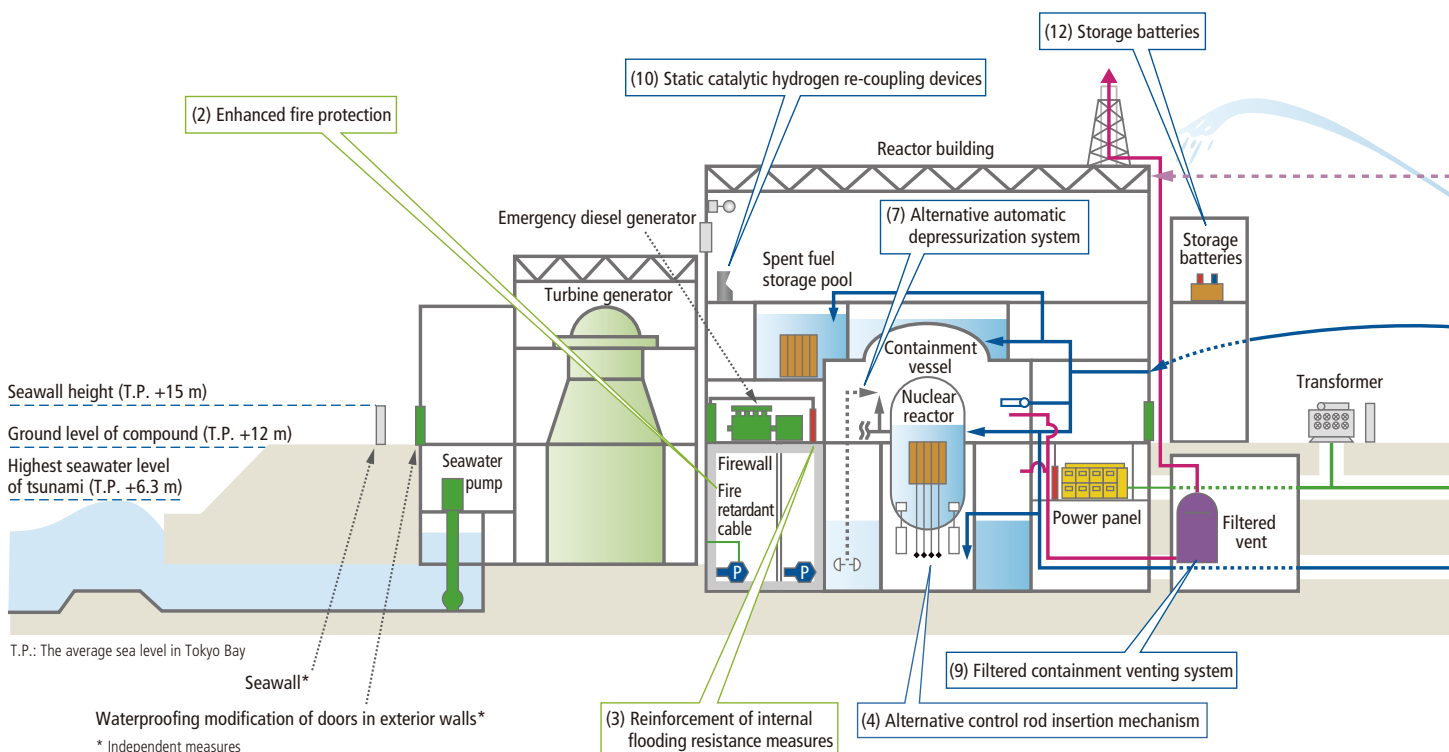 (12) Storage batteries
(10) Static catalytic hydrogen re-coupling devices
(2) Enhanced fire protection
Reactor building
Emergency diesel generator
(7) Alternative automatic
depressurization system
Spent fuel
storage pool
Storage
batteries
Turbine generator
Containment
vessel
Nuclear
reactor
Transformer
Seawall height (T.P. +15 m)
Ground level of compound (T.P. +12 m)
Highest seawater level
of tsunami (T.P. +6.3 m)
Seawater
pump
Firewall
Fire
retardant
cable
Power panel
Filtered
vent
P
P
T.P.: The average sea level in Tokyo Bay
Seawall*
(9) Filtered containment venting system
Waterproofing modification of doors in exterior walls*
(3) Reinforcement of internal
flooding resistance measures
(4) Alternative control rod insertion mechanism
* Independent measures